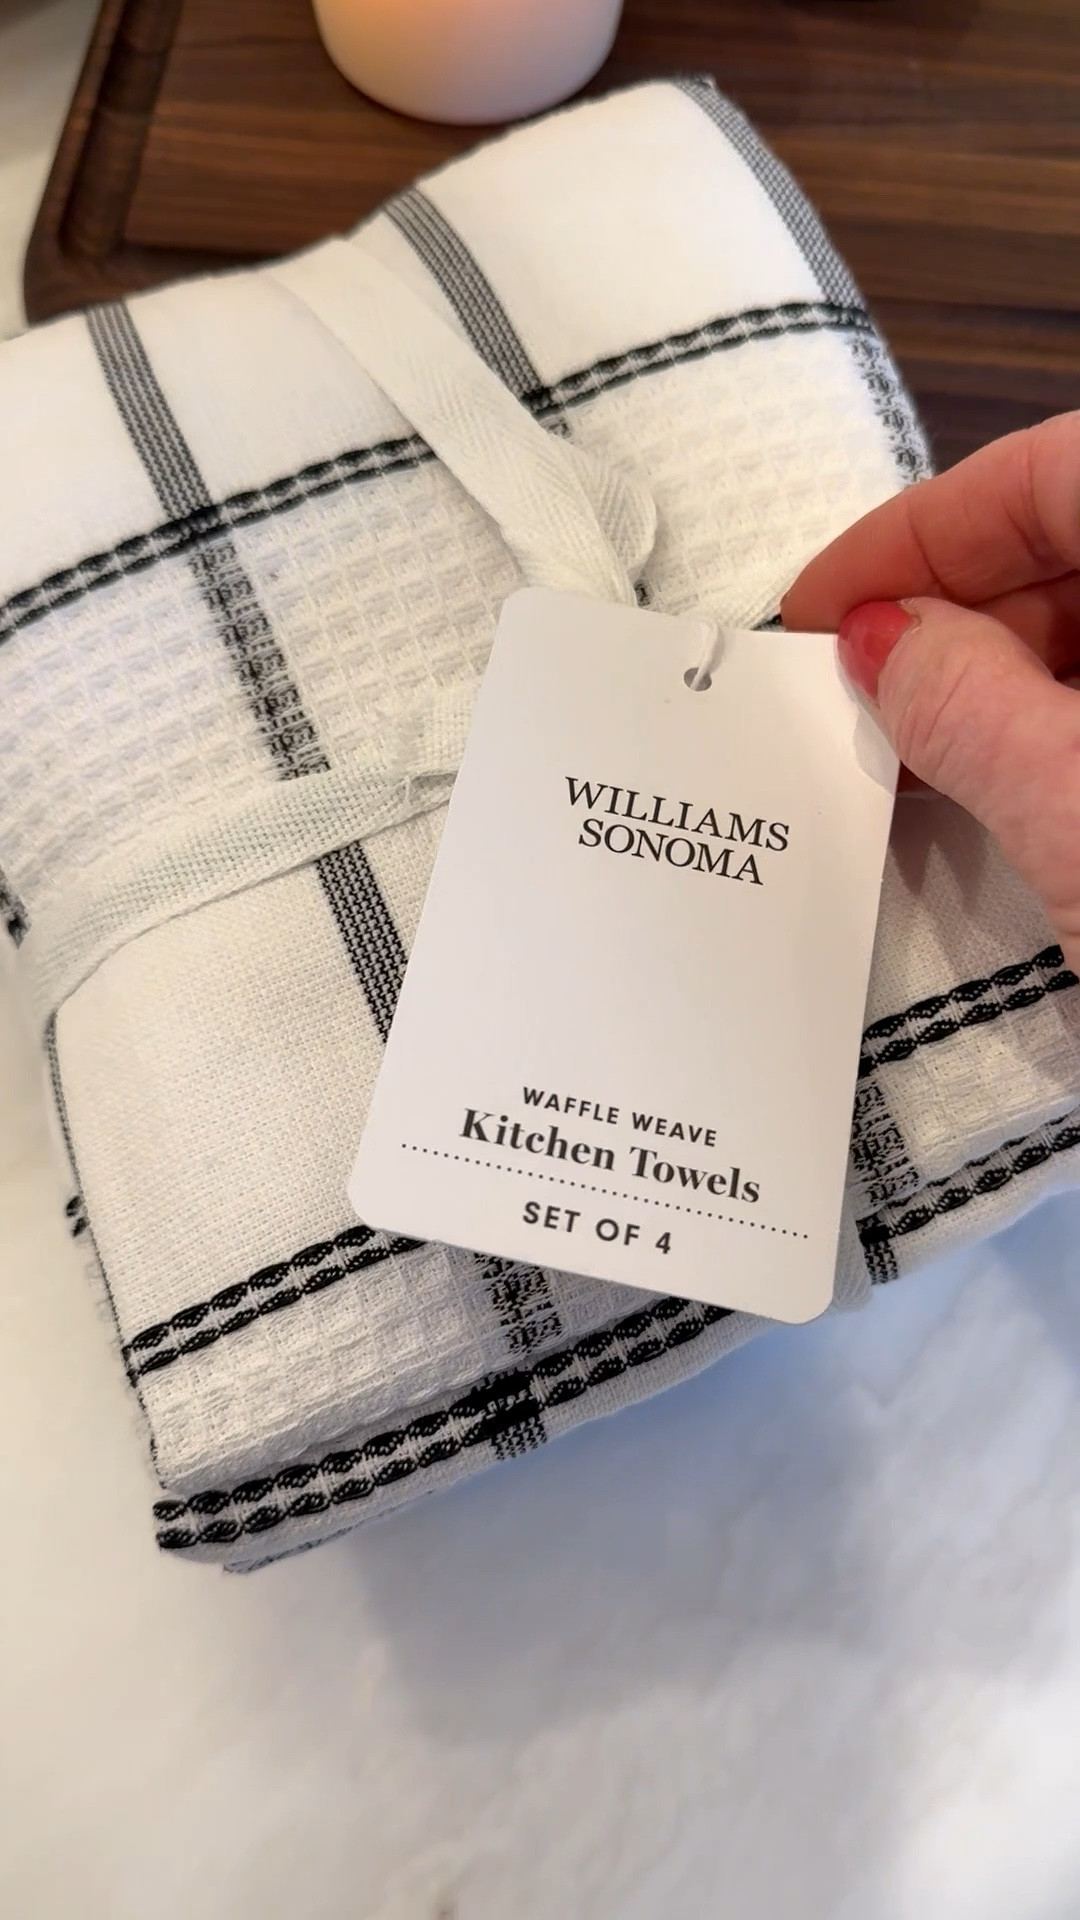 WILLIAMS
SONOMA
WAFFLE WEAVE
Kitchen Towels
SET OF 4